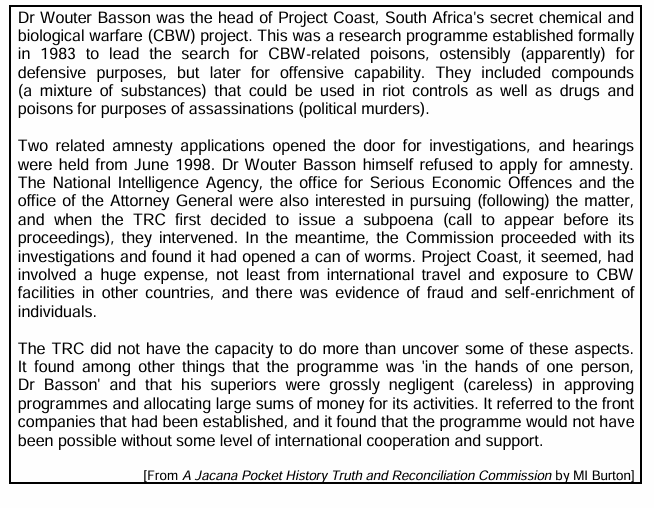 Dr Wouter Basson was the head of Project Coast, South Africa's secret chemical and
biological warfare (CBW) project. This was a research programme established formally
in 1983 to lead the search for CBW-related poisons, ostensibly (apparently) for
defensive purposes, but later for offensive capability. They included compounds
(a mixture of substances) that could be used in riot controls as well as drugs and
poisons for purposes of assassinations (political murders).

Two related amnesty applications opened the door for investigations, and hearings
were held from June 1998. Dr Wouter Basson himself refused to apply for amnesty.
The National Intelligence Agency, the office for Serious Economic Offences and the
office of the Attorney General were also interested in pursuing (following) the matter,
and when the TRC first decided to issue a subpoena (call to appear before its
proceedings), they intervened. In the meantime, the Commission proceeded with its
investigations and found it had opened a can of worms. Project Coast, it seemed, had
involved a huge expense, not least from international travel and exposure to CBW
facilities in other countries, and there was evidence of fraud and self-enrichment of
individuals.

The TRC did not have the capacity to do more than uncover some of these aspects.
It found among other things that the programme was 'in the hands of one person,
Dr Basson' and that his superiors were grossly negligent (careless) in approving
programmes and allocating large sums of money for its activities. It referred to the front
companies that had been established, and it found that the programme would not have
been possible without some level of international cooperation and support.

[From A Jacana Pocket History Truth and Reconciliation Commission by MI Burton]